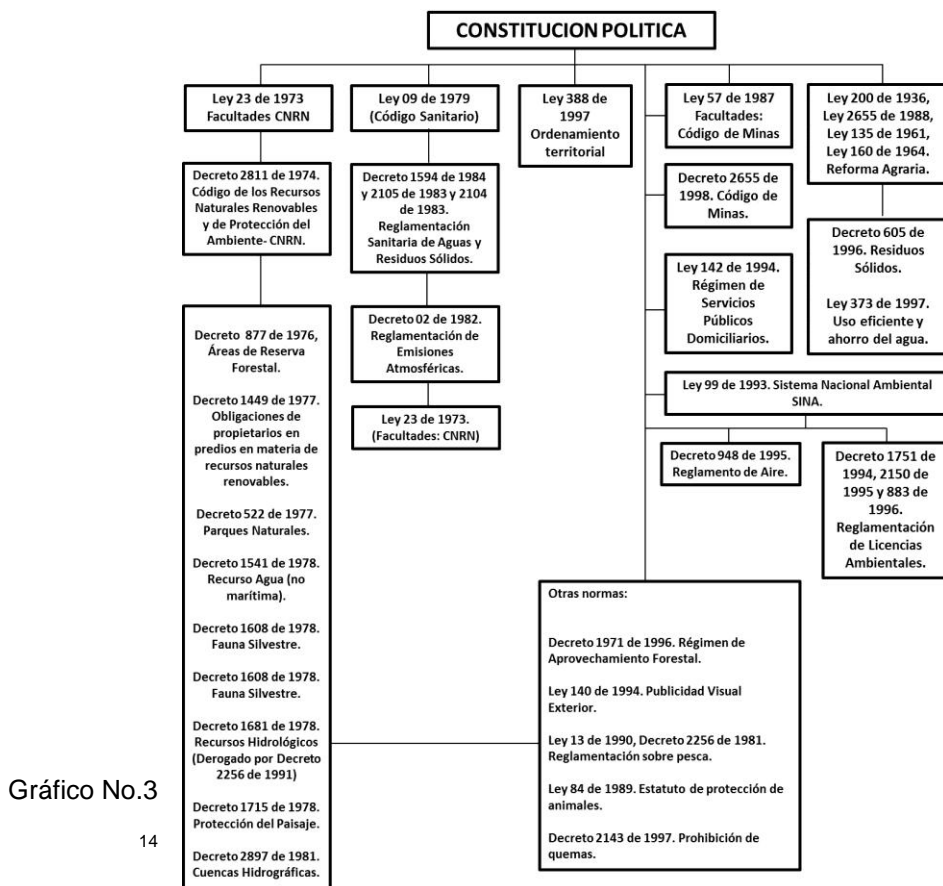 CONSTITUCION POLITICA
Ley 23 de 1973
Facultades CNRN
Decreto 2811 de 1974.
Código de los Recursos
Naturales Renovables
y de Protección del
Ambiente- CNRN.
Decreto 877 de 1976,
Áreas de Reserva
Forestal.
Decreto 1449 de 1977.
Obligaciones de
propietarios en
predios en materia de
recursos naturales
renovables.
Decreto 522 de 1977.
Parques Naturales.
Decreto 1541 de 1978.
Recurso Agua (no
marítima).
Decreto 1608 de 1978.
Fauna Silvestre.
Decreto 1608 de 1978.
Fauna Silvestre.
Decreto 1681 de 1978.
Recursos Hidrológicos
(Derogado por Decreto
2256 de 1991)
Decreto 1715 de 1978.
Protección del Paisaje.
Decreto 2897 de 1981.
Cuencas Hidrográficas.
Ley 09 de 1979
(Código Sanitario)
Decreto 1594 de 1984
y 2105 de 1983 y 2104
de 1983.
Reglamentación
Sanitaria de Aguas y
Residuos Sólidos.
Decreto 02 de 1982.
Reglamentación de
Emisiones
Atmosféricas.
Ley 23 de 1973.
(Facultades: CNRN)
Ley 388 de
1997
Ordenamiento
territorial
Ley 57 de 1987
Facultades:
Código de Minas
Decreto 2655 de
1998. Código de
Minas.
Ley 142 de 1994.
Régimen de
Servicios
Públicos
Domiciliarios.
Ley 200 de 1936,
Ley 2655 de 1988,
Ley 135 de 1961,
Ley 160 de 1964.
Reforma Agraria.
Decreto 605 de
1996. Residuos
Sólidos.
Ley 373 de 1997.
Uso eficiente y
ahorro del agua.
Ley 99 de 1993. Sistema Nacional Ambiental
SINA.
Decreto 948 de 1995.
Reglamento de Aire.
Decreto 1751 de
1994, 2150 de
1995 y 883 de
1996.
Reglamentación
de Licencias
Ambientales.
Otras normas:
Decreto 1971 de 1996. Régimen de
Aprovechamiento Forestal.
Ley 140 de 1994. Publicidad Visual
Exterior.
Ley 13 de 1990, Decreto 2256 de 1981.
Reglamentación sobre pesca.
Ley 84 de 1989. Estatuto de protección de
animales.
Decreto 2143 de 1997. Prohibición de
quemas.
Gráfico No.3
14